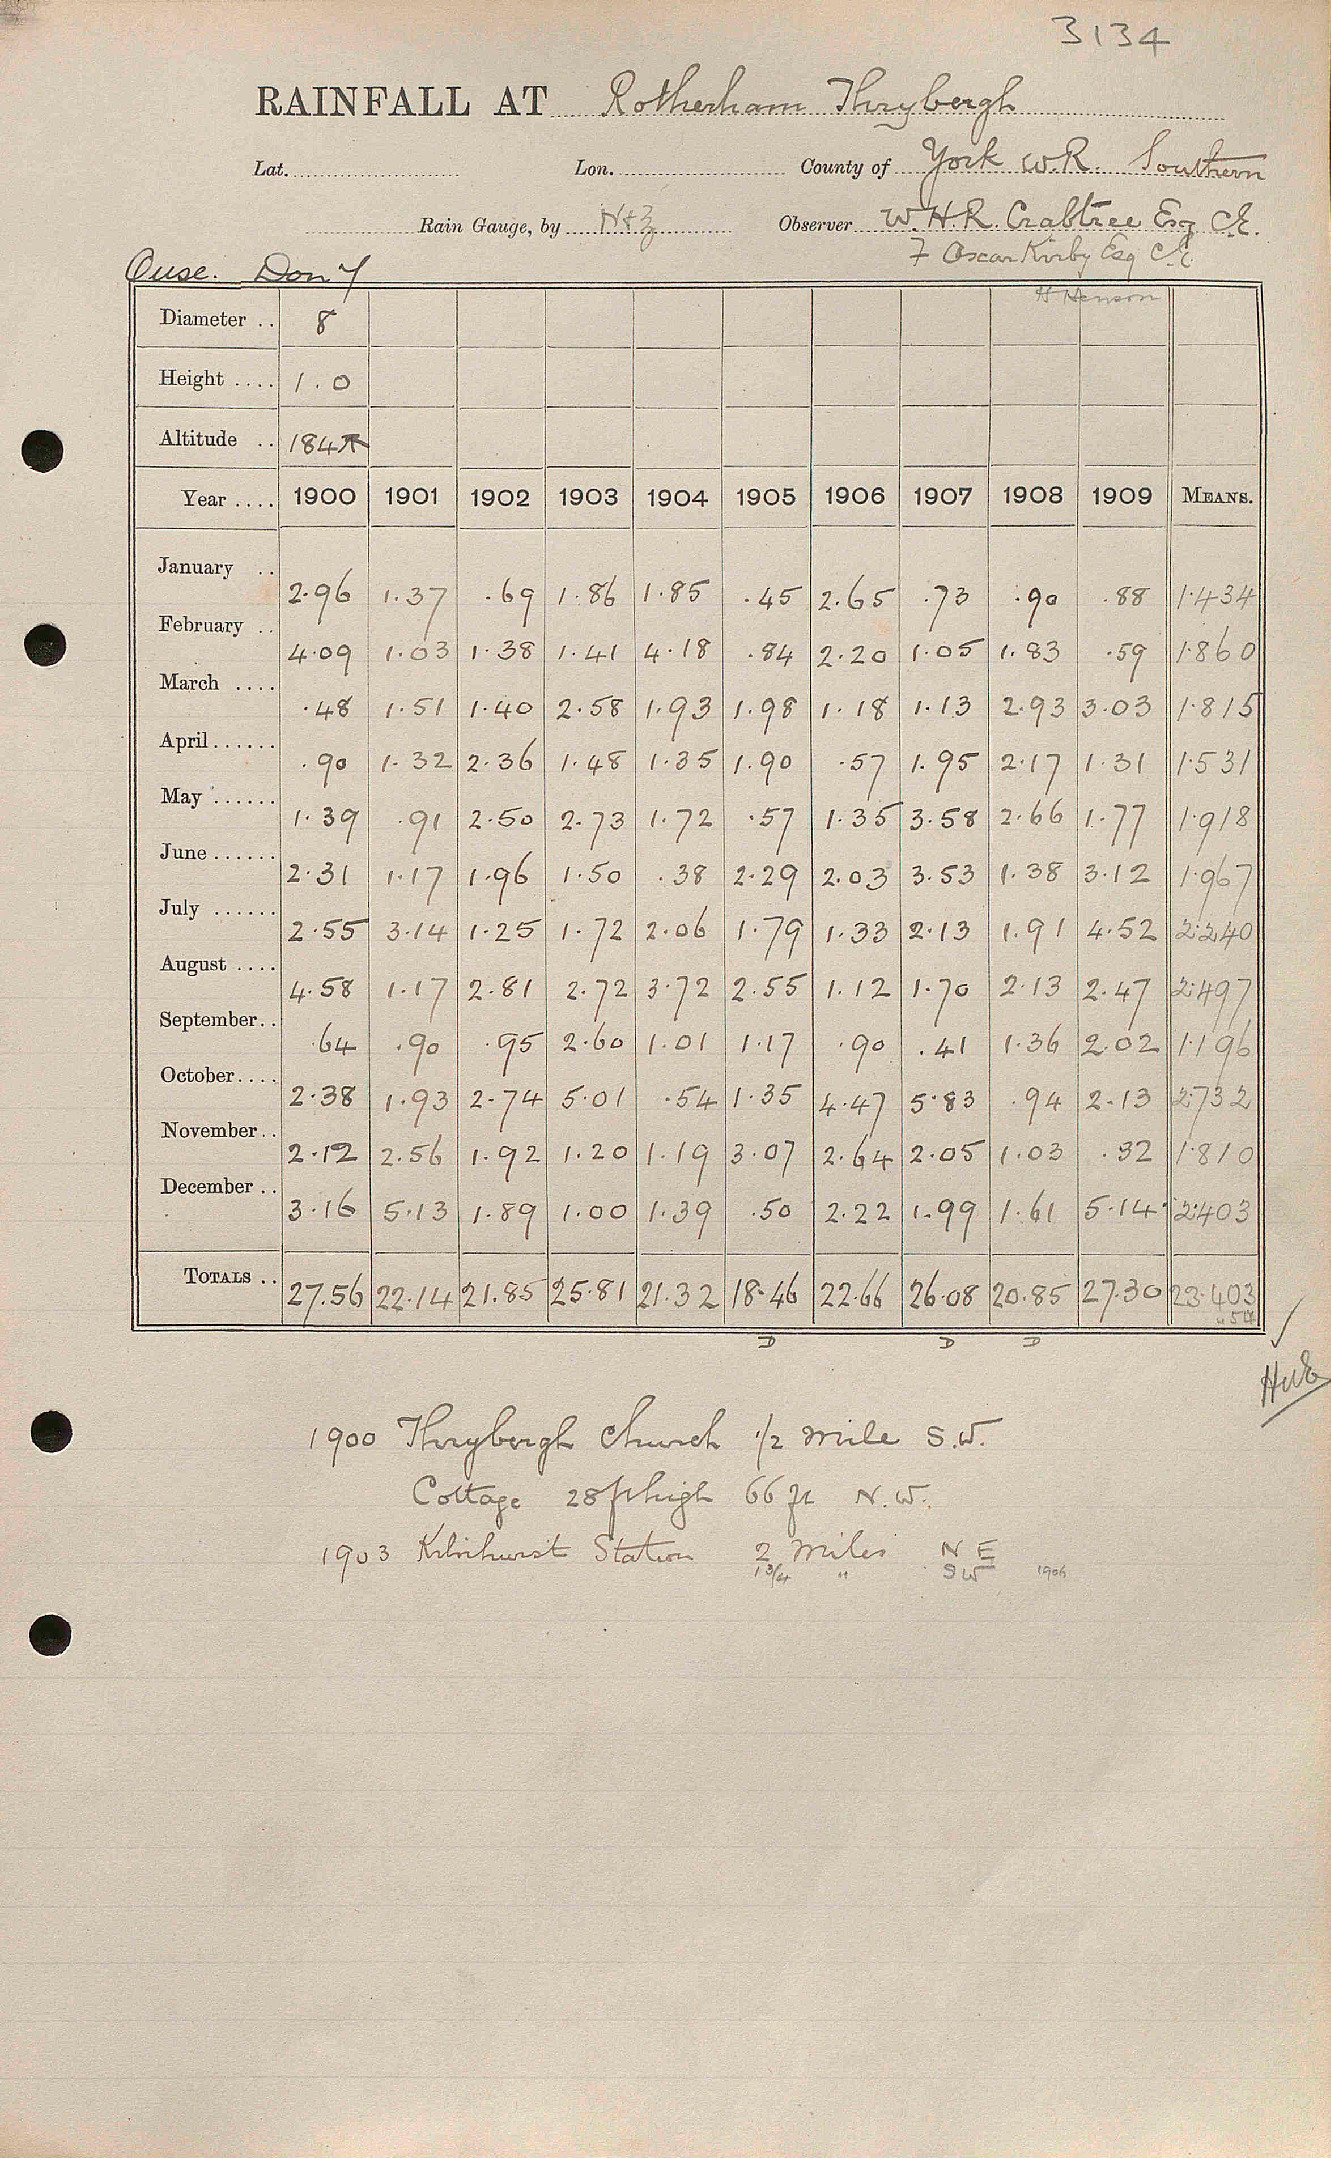 3134
RAINFALL AT Rotherham Thrybergh
Lat. Lon. County of York W.R. Southern
Rain Gauge, by N+Z Observer W.H.R. Crabtree Esq C.E.
7 Oscar Kirby Esq C.E.
Ouse. Don 7
H Henson
Diameter .. 8
Height .... 1.0
Altitude .. 184
Year .... 1900 1901 1902 1903 1904 1905 1906 1907 1908 1909 MEANS.
January .. 2.96 1.37 .69 1.86 1.85 .45 2.65 .73 .90 .88 1.434
February .. 4.09 1.03 1.38 1.41 4.18 .84 2.20 1.05 1.83 .59 1.860
March .... .48 1.51 1.40 2.58 1.93 1.98 1.18 1.13 2.93 3.03 1.815
April...... .90 1.32 2.36 1.48 1.35 1.90 .57 1.95 2.17 1.31 1.531
May ...... 1.39 .91 2.50 2.73 1.72 .57 1.35 3.58 2.66 1.77 1.918
June...... 2.31 1.17 1.96 1.50 .38 2.29 2.03 3.53 1.38 3.12 1.967
July ...... 2.55 3.14 1.25 1.72 2.06 1.79 1.33 2.13 1.91 4.52 2.240
August .... 4.58 1.17 2.81 2.72 3.72 2.55 1.12 1.70 2.13 2.47 2.497
September.. .64 .90 .95 2.60 1.01 1.17 .90 .41 1.36 2.02 1.196
October.... 2.38 1.93 2.74 5.01 .54 1.35 4.47 5.83 .94 2.13 2.732
November.. 2.12 2.56 1.92 1.20 1.19 3.07 2.64 2.05 1.03 .32 1.810
December .. 3.16 5.13 1.89 1.00 1.39 .50 2.22 1.99 1.61 5.14 2.403
TOTALS .. 27.56 22.14 21.85 25.81 21.32 18.46 22.66 26.08 20.85 27.30 23.403
D D D
1900 Thrybergh Church 1/2 mile S.W.
Cottage 28 ft high 66 ft N.W.
1903 Kilnhurst Station 2 miles NE
1 3/4 " SW 1906